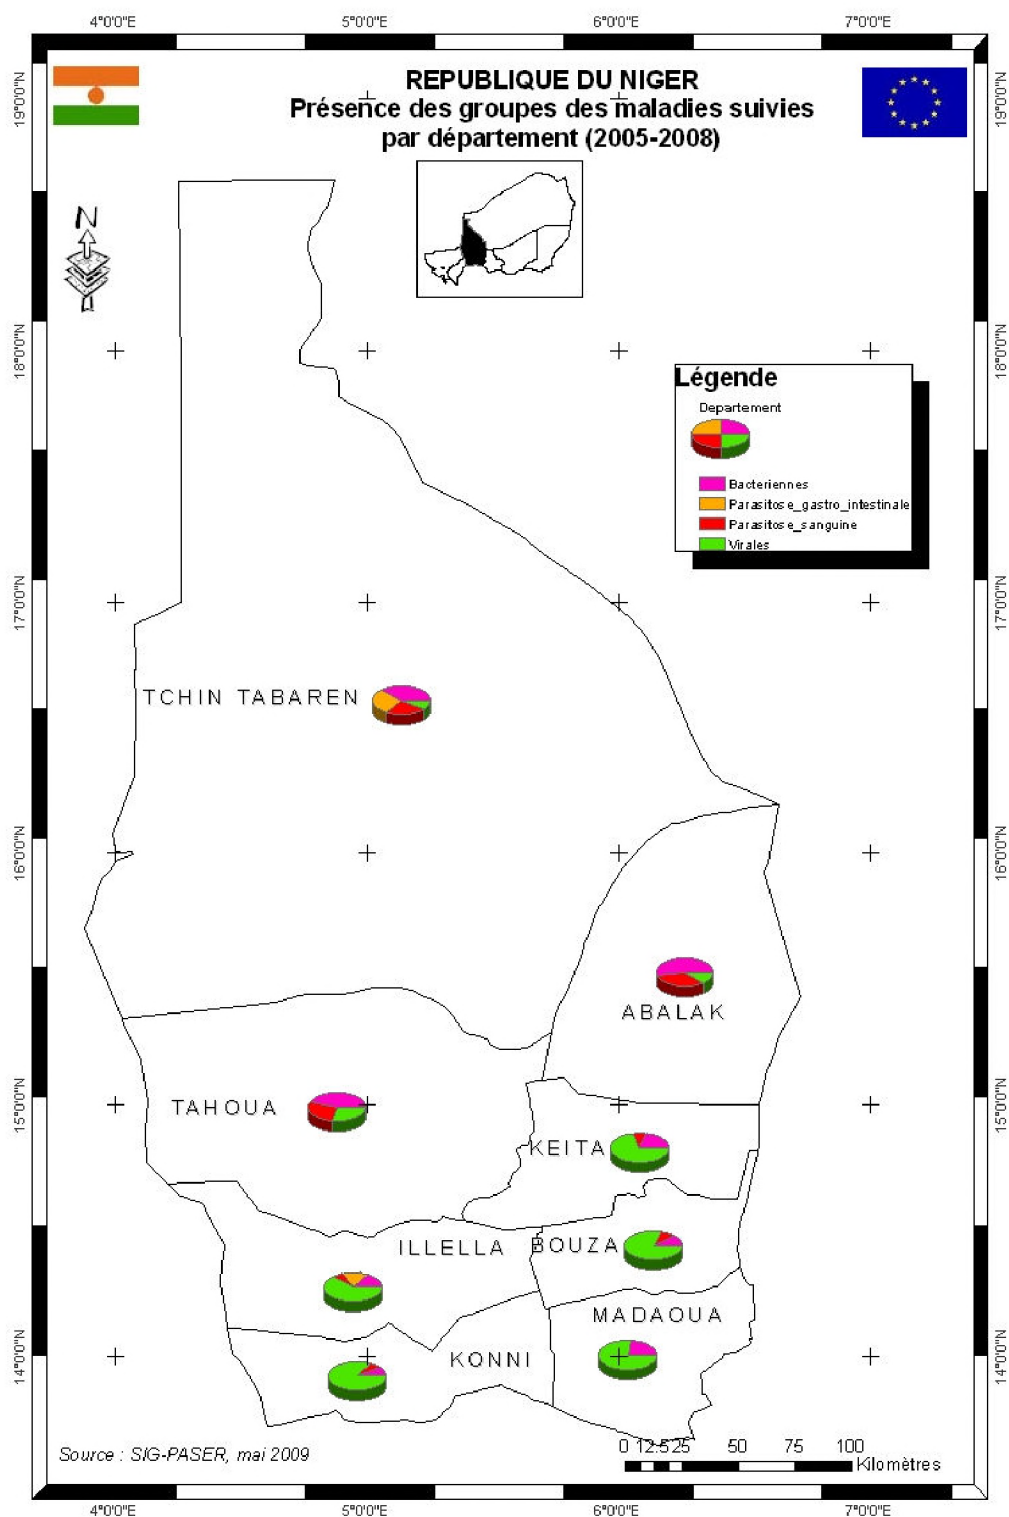 4°0'0"E 5°0'0"E 6°0'0"E 7°0'0"E
REPUBLIQUE DU NIGER
Présence des groupes des maladies suivies
par département (2005-2008)
19°0'0"N 19°0'0"N
N
18°0'0"N 18°0'0"N
Légende
Departement
Bacteriennes
Parasitose_gastro_intestinale
Parasitose_sanguine
Virales
17°0'0"N 17°0'0"N
TCHIN TABAREN
16°0'0"N 16°0'0"N
ABALAK
15°0'0"N 15°0'0"N
TAHOUA
KEITA
ILLELLA
BOUZA
MADAOUA
14°0'0"N 14°0'0"N
KONNI
Source : SIG-PASER, mai 2009
0 12.5 25 50 75 100
Kilomètres
4°0'0"E 5°0'0"E 6°0'0"E 7°0'0"E